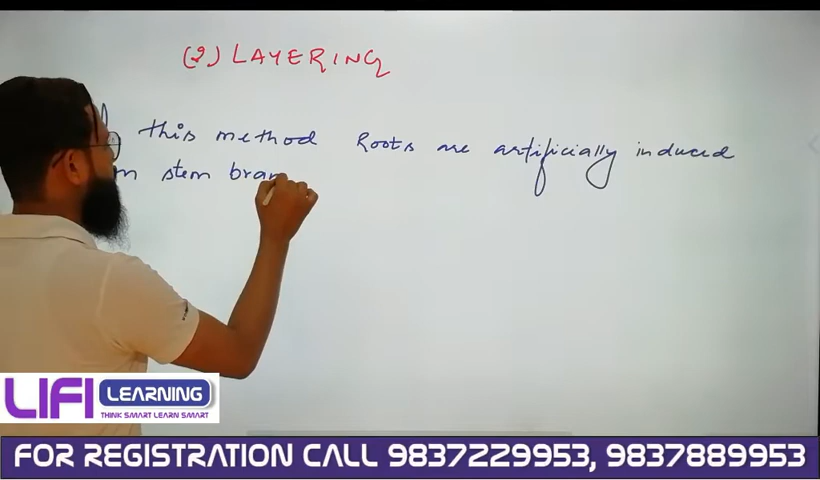 (2) LAYERING
this method Roots are artificially induced
stem bran
LIFI LEARNING
THINK SMART LEARN SMART
FOR REGISTRATION CALL 9837229953, 9837889953